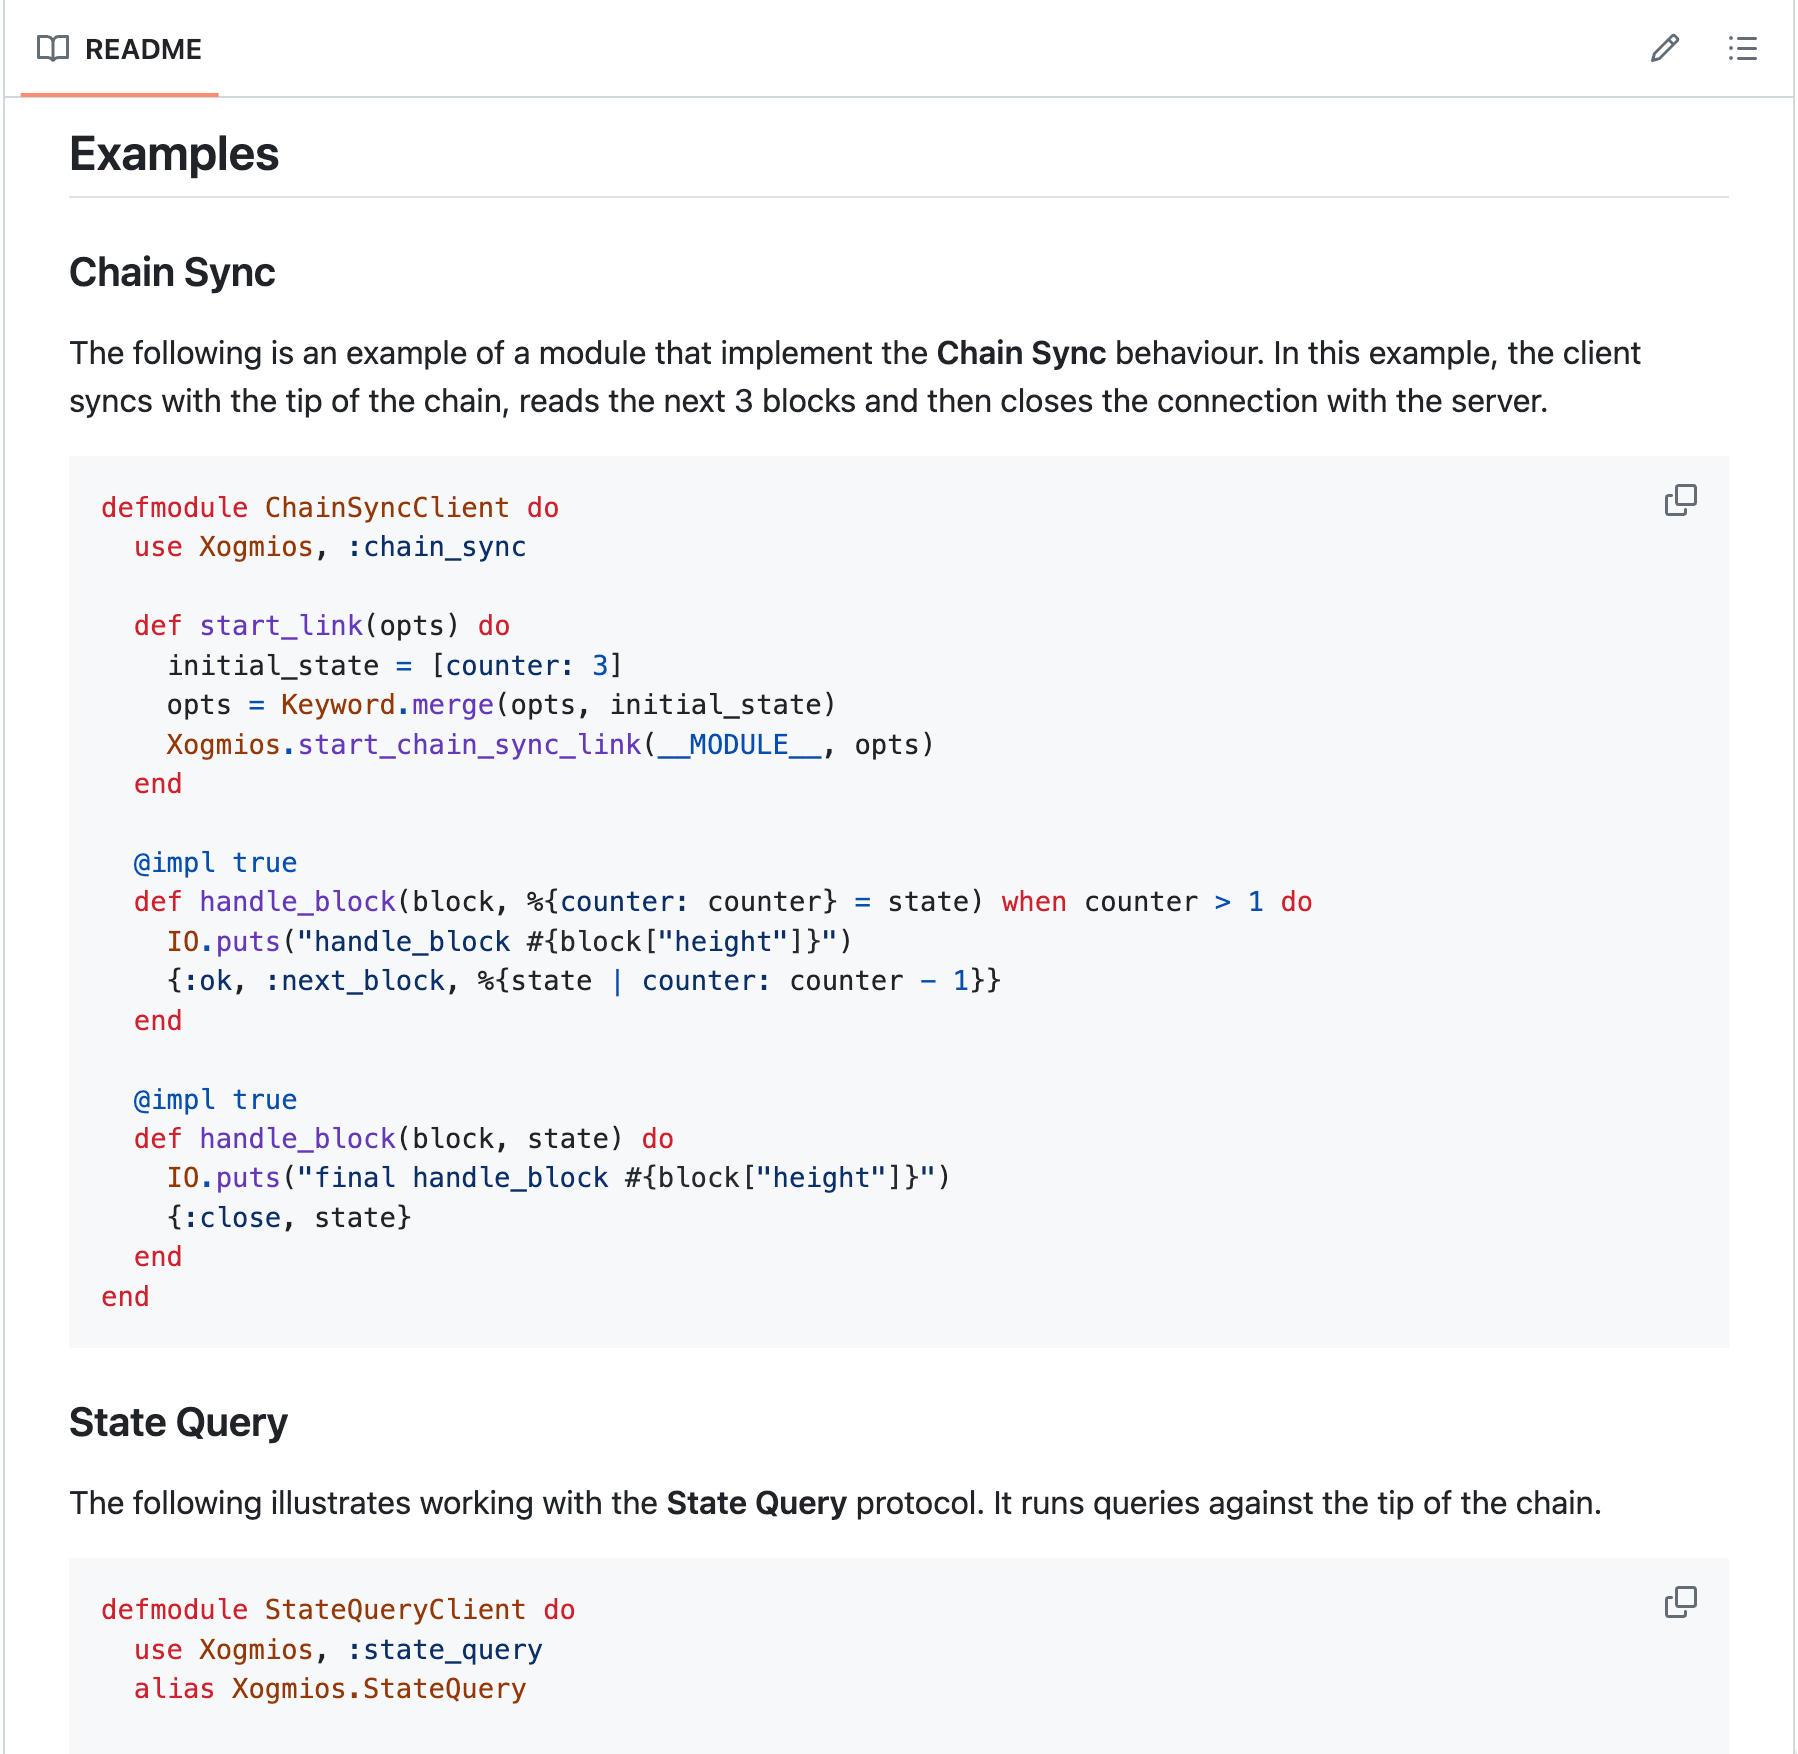 README
Examples
Chain Sync
The following is an example of a module that implement the Chain Sync behaviour. In this example, the client
syncs with the tip of the chain, reads the next 3 blocks and then closes the connection with the server.
defmodule ChainSyncClient do
  use Xogmios, :chain_sync

  def start_link(opts) do
    initial_state = [counter: 3]
    opts = Keyword.merge(opts, initial_state)
    Xogmios.start_chain_sync_link(__MODULE__, opts)
  end

  @impl true
  def handle_block(block, %{counter: counter} = state) when counter > 1 do
    IO.puts("handle_block #{block["height"]}")
    {:ok, :next_block, %{state | counter: counter - 1}}
  end

  @impl true
  def handle_block(block, state) do
    IO.puts("final handle_block #{block["height"]}")
    {:close, state}
  end
end
State Query
The following illustrates working with the State Query protocol. It runs queries against the tip of the chain.
defmodule StateQueryClient do
  use Xogmios, :state_query
  alias Xogmios.StateQuery